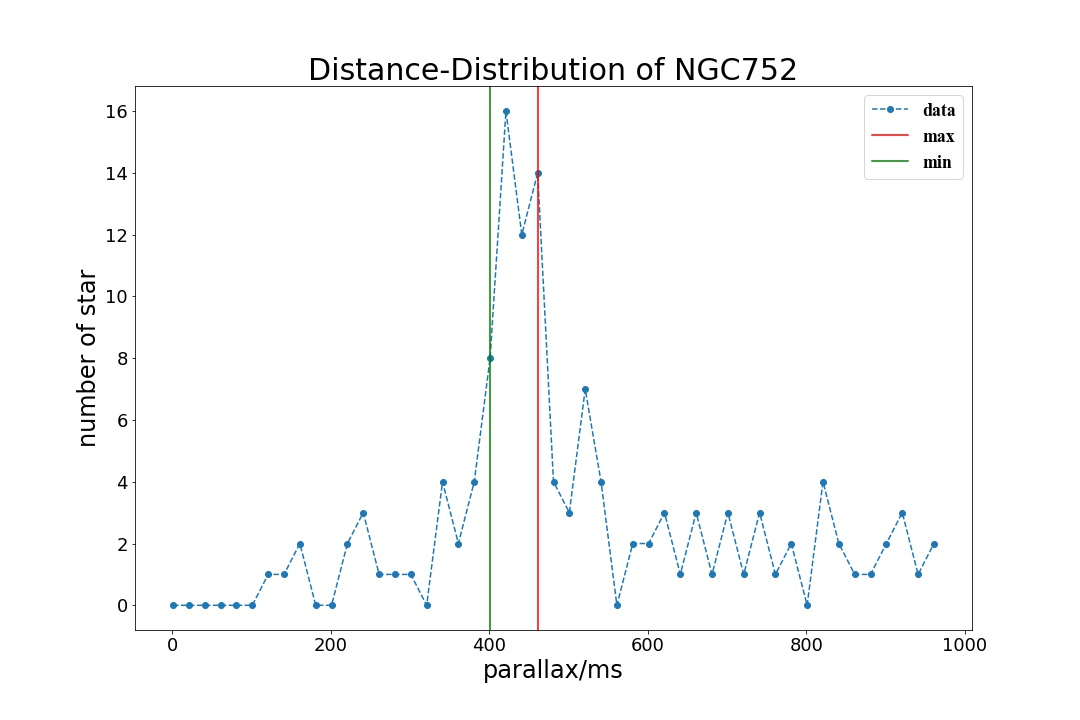 Distance-Distribution of NGC752
data
max
min
16
14
12
10
8
6
4
2
0
number of star
0 200 400 600 800 1000
parallax/ms